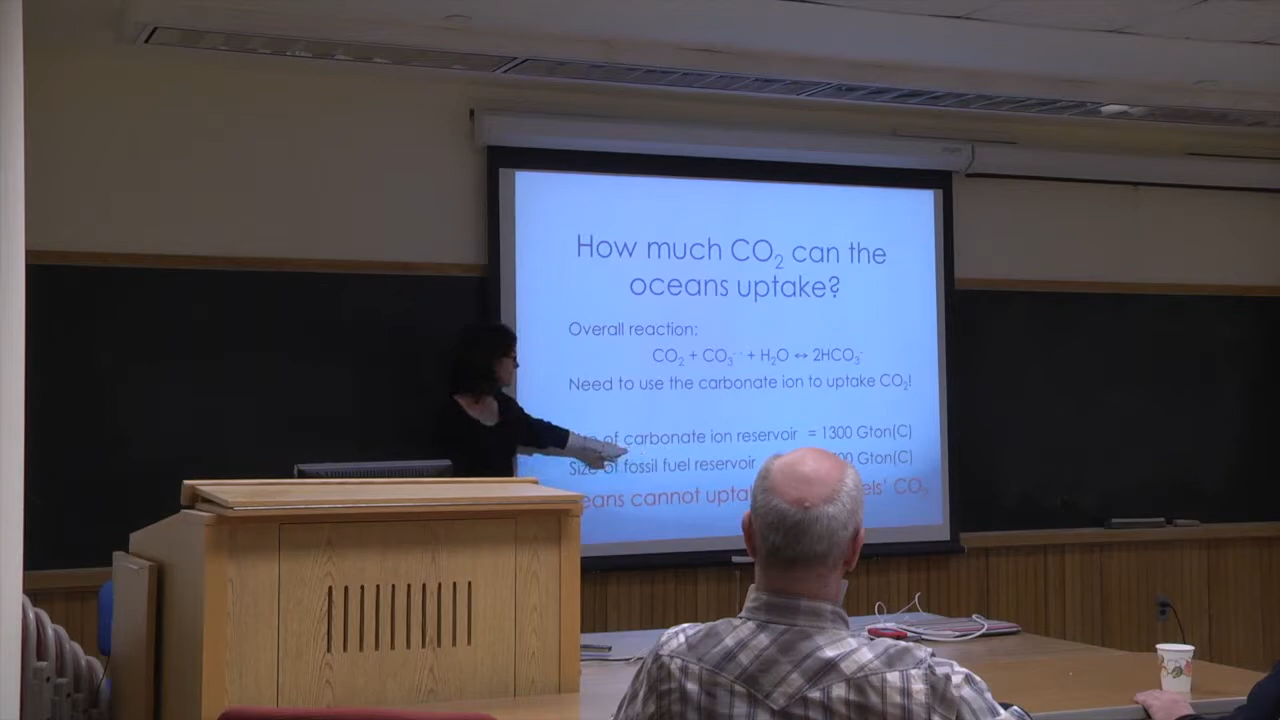 How much CO₂ can the
oceans uptake?
Overall reaction:
CO₂ + CO₃⁻⁻ + H₂O ↔ 2HCO₃⁻
Need to use the carbonate ion to uptake CO₂!
of carbonate ion reservoir = 1300 Gton(C)
Size of fossil fuel reservoir Gton(C)
cannot CO₂